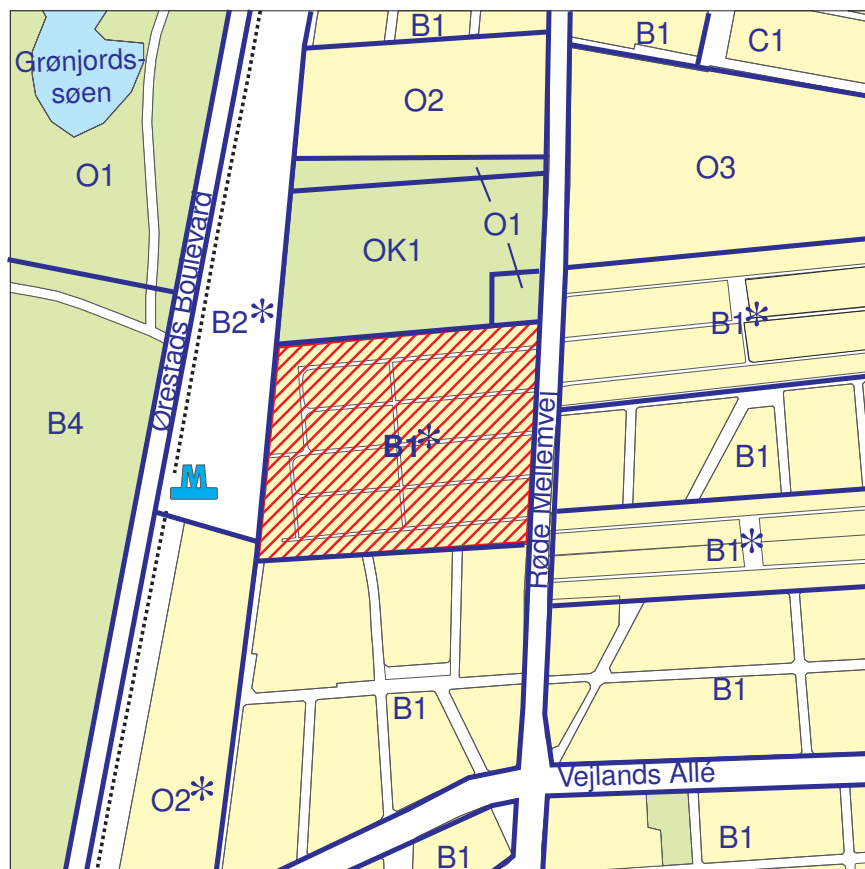 B1
B1
C1
Grønjords-
søen
O2
O3
O1
O1
OK1
B2*
B1*
Ørestads Boulevard
B4
B1*
B1
M
Røde Mellemvej
B1*
B1
B1
Vejlands Allé
O2*
B1
B1